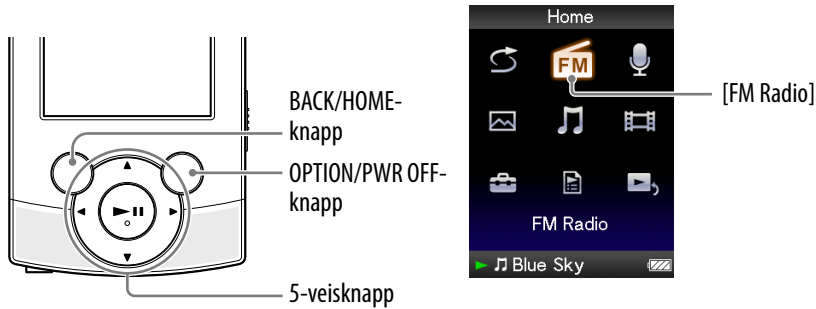 BACK/HOME-
knapp
OPTION/PWR OFF-
knapp
5-veisknapp
Home
FM
[FM Radio]
FM Radio
Blue Sky